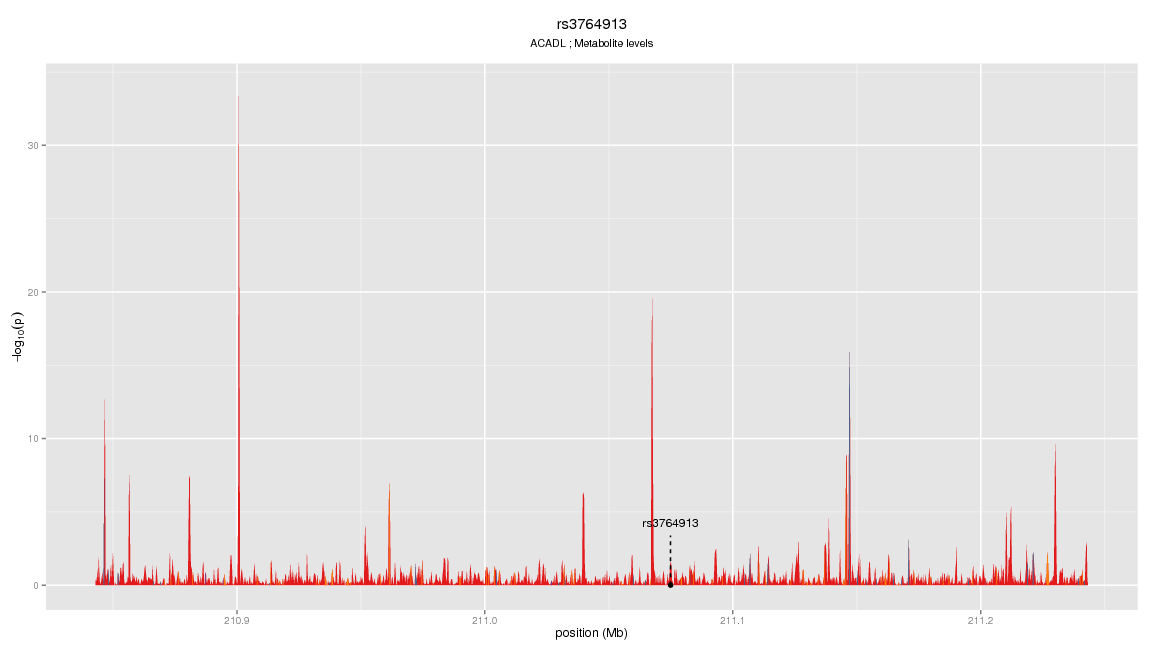 rs3764913
ACADL ; Metabolite levels
30
20
10
0
−log₁₀(p)
rs3764913
210.9
211.0
211.1
211.2
position (Mb)